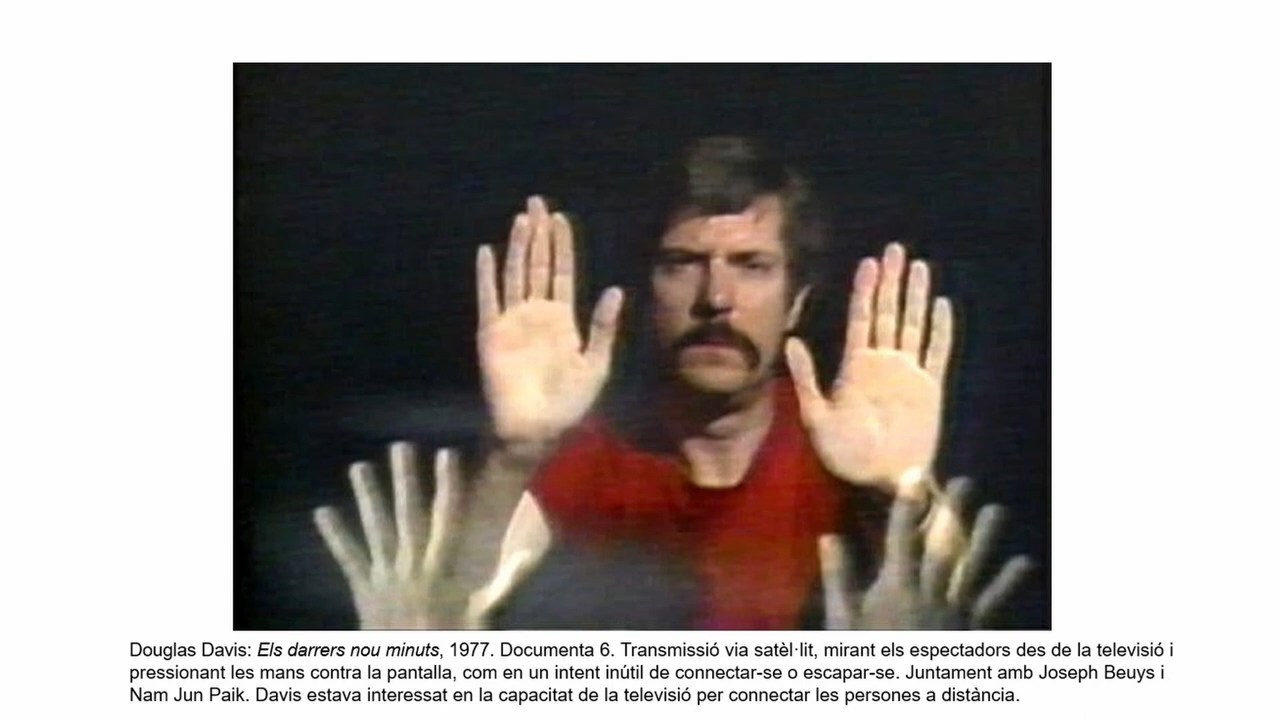 Douglas Davis: Els darrers nou minuts, 1977. Documenta 6. Transmissió via satèl·lit, mirant els espectadors des de la televisió i
pressionant les mans contra la pantalla, com en un intent inútil de connectar-se o escapar-se. Juntament amb Joseph Beuys i
Nam Jun Paik. Davis estava interessat en la capacitat de la televisió per connectar les persones a distància.